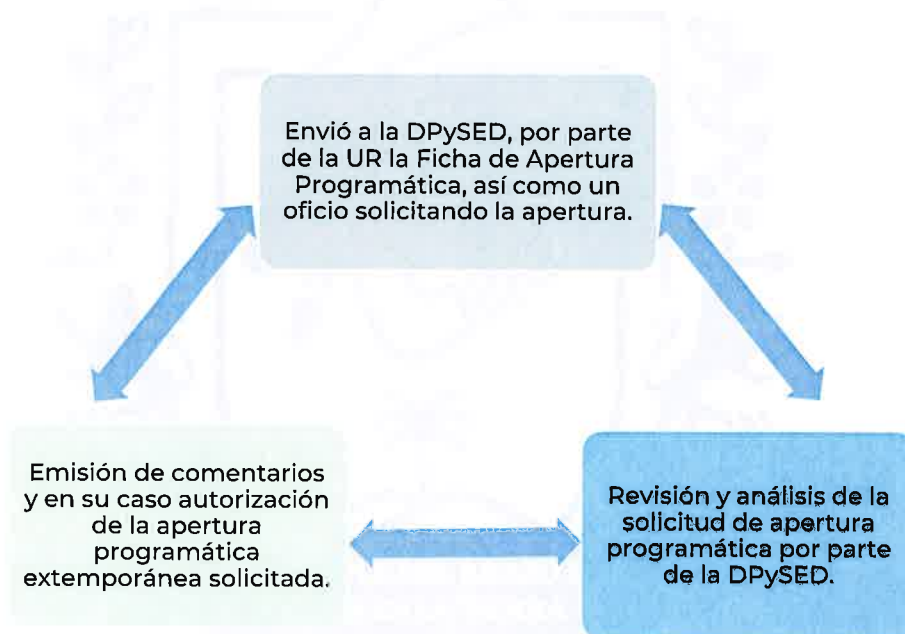 Envió a la DPySED, por parte
de la UR la Ficha de Apertura
Programática, así como un
oficio solicitando la apertura.
Emisión de comentarios
y en su caso autorización
de la apertura
programática
extemporánea solicitada.
Revisión y análisis de la
solicitud de apertura
programática por parte
de la DPySED.